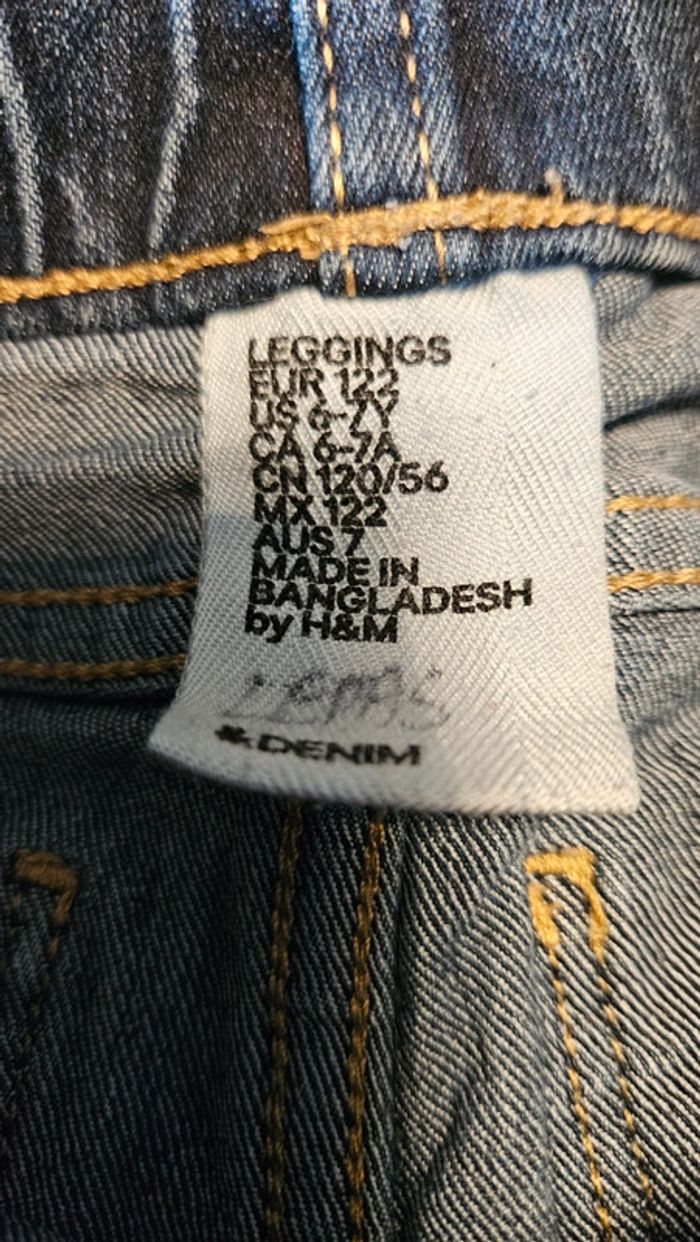 LEGGINGS
EUR 122
US 6-7Y
CA 6-7A
CN 120/56
MX 122
AUS 7
MADE IN
BANGLADESH
by H&M
&DENIM